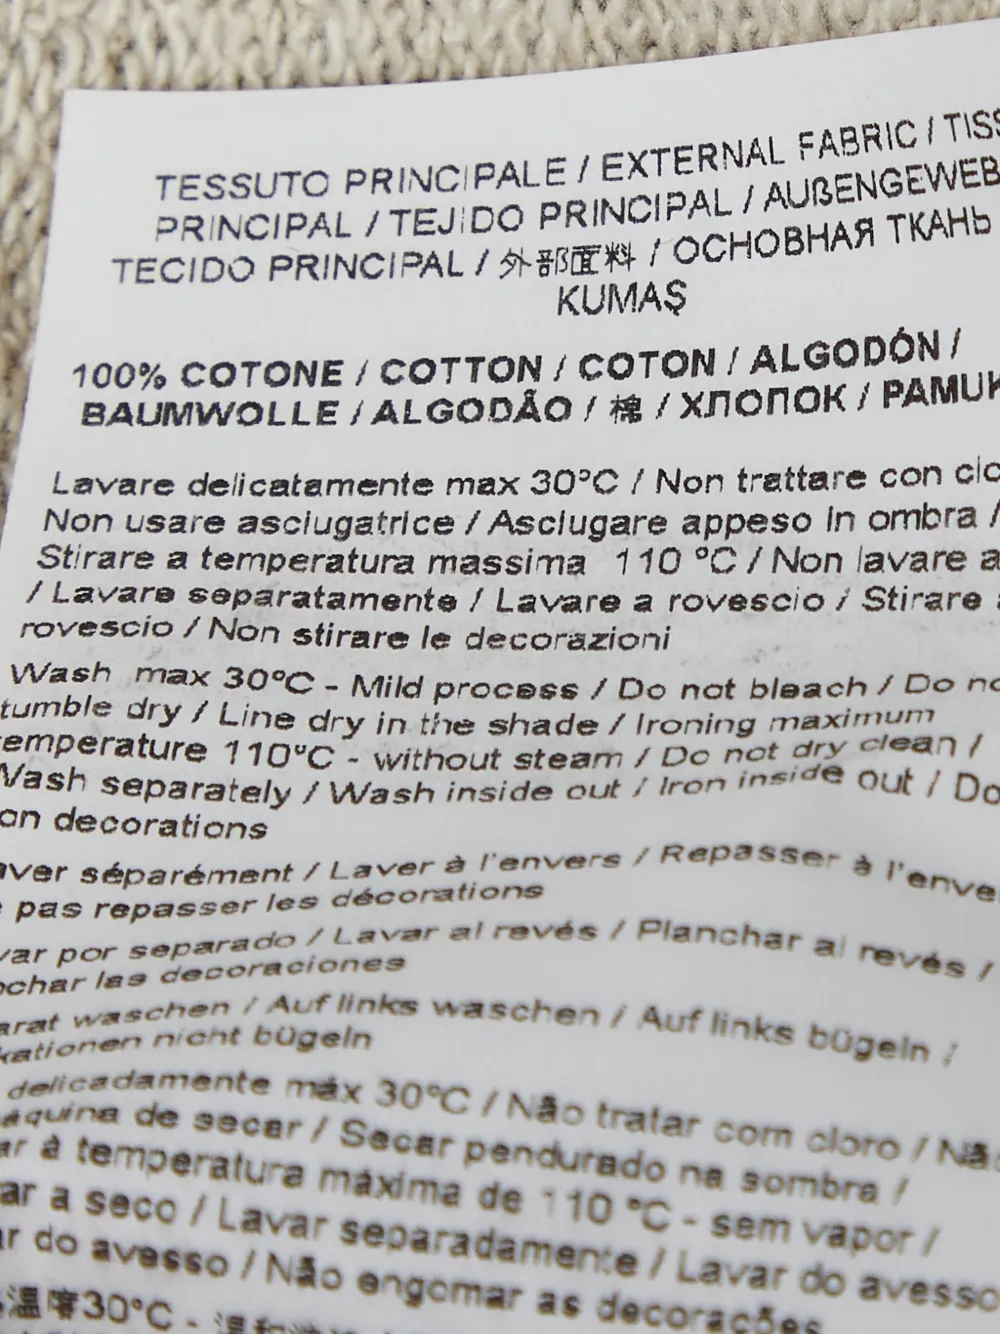 TESSUTO PRINCIPALE / EXTERNAL FABRIC / TISS
PRINCIPAL / TEJIDO PRINCIPAL / AUßENGEWEB
TECIDO PRINCIPAL / 外部面料 / ОСНОВНАЯ ТКАНЬ
KUMAŞ
100% COTONE / COTTON / COTON / ALGODÓN /
BAUMWOLLE / ALGODÃO / 棉 / ХЛОПОК / PAMUK
Lavare delicatamente max 30°C / Non trattare con clo
Non usare asciugatrice / Asciugare appeso in ombra /
Stirare a temperatura massima 110 °C / Non lavare a
/ Lavare separatamente / Lavare a rovescio / Stirare a
rovescio / Non stirare le decorazioni
Wash max 30°C - Mild process / Do not bleach / Do no
tumble dry / Line dry in the shade / Ironing maximum
temperature 110°C - without steam / Do not dry clean /
Wash separately / Wash inside out / Iron inside out / Do
on decorations
aver séparément / Laver à l'envers / Repasser à l'enve
pas repasser les décorations
var por separado / Lavar al revés / Planchar al revés /
char las decoraciones
arat waschen / Auf links waschen / Auf links bügeln /
kationen nicht bügeln
delicadamente máx 30°C / Não tratar com cloro / Nã
áquina de secar / Secar pendurado na sombra /
ar à temperatura máxima de 110 °C - sem vapor /
ar a seco / Lavar separadamente / Lavar do avesso
r do avesso / Não engomar as decorações
温 30°C -